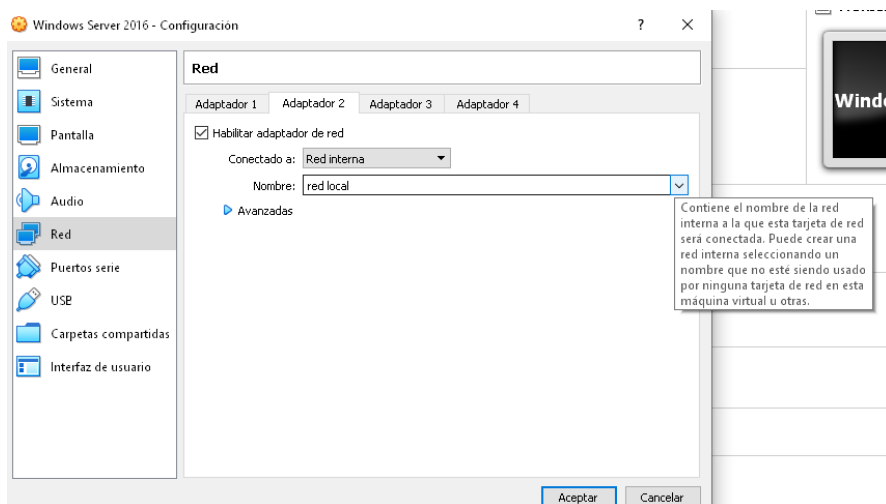 Windows Server 2016 - Configuración
?
General
Sistema
Pantalla
Almacenamiento
Audio
Red
Puertos serie
USB
Carpetas compartidas
Interfaz de usuario
Red
Adaptador 1 Adaptador 2 Adaptador 3 Adaptador 4
Habilitar adaptador de red
Conectado a: Red interna
Nombre: red local
Avanzadas
Contiene el nombre de la red
interna a la que esta tarjeta de red
será conectada. Puede crear una
red interna seleccionando un
nombre que no esté siendo usado
por ninguna tarjeta de red en esta
máquina virtual u otras.
Aceptar Cancelar